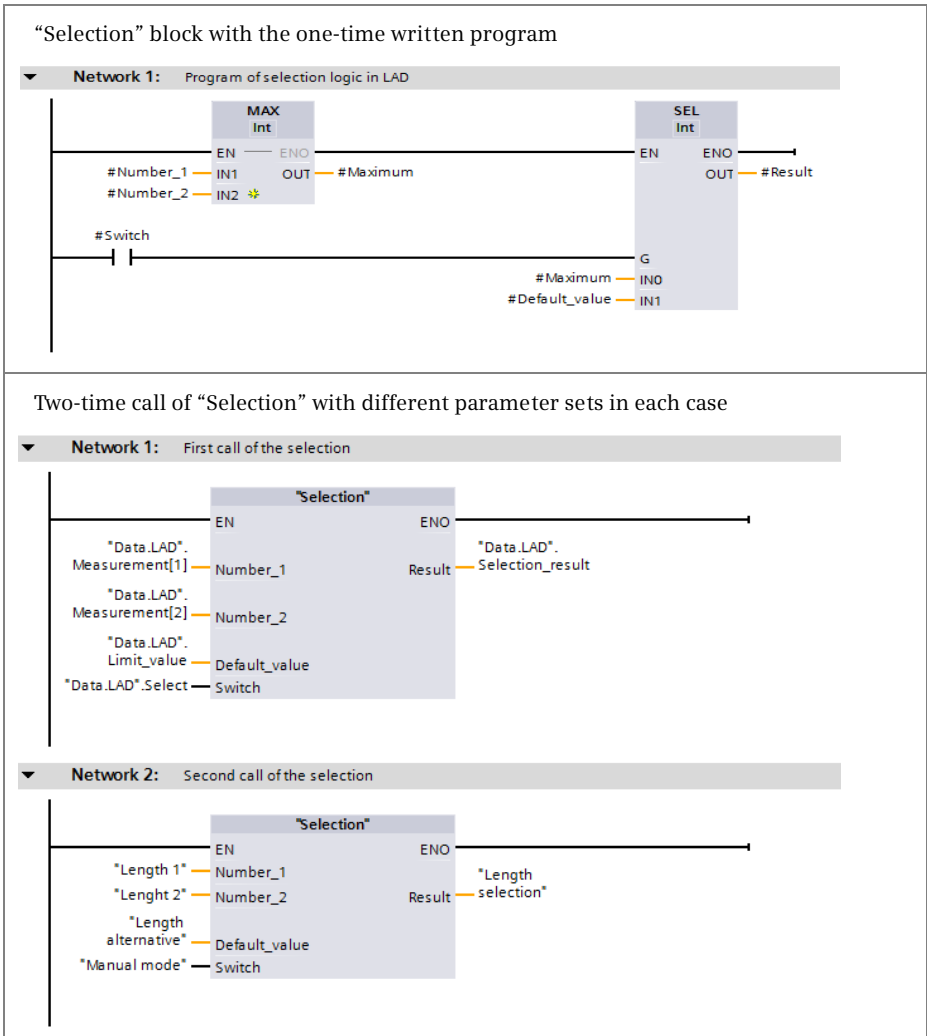 “Selection” block with the one-time written program
Network 1: Program of selection logic in LAD
MAX
Int
SEL
Int
EN ENO
EN ENO
#Number_1 IN1 OUT #Maximum
OUT #Result
#Number_2 IN2
#Switch
G
#Maximum IN0
#Default_value IN1
Two-time call of “Selection” with different parameter sets in each case
Network 1: First call of the selection
"Selection"
EN ENO
"Data.LAD".
Measurement[1] Number_1
Result "Data.LAD".
Selection_result
"Data.LAD".
Measurement[2] Number_2
"Data.LAD".
Limit_value Default_value
"Data.LAD".Select Switch
Network 2: Second call of the selection
"Selection"
EN ENO
"Length 1" Number_1
"Lenght 2" Number_2
Result "Length
selection"
"Length
alternative" Default_value
"Manual mode" Switch